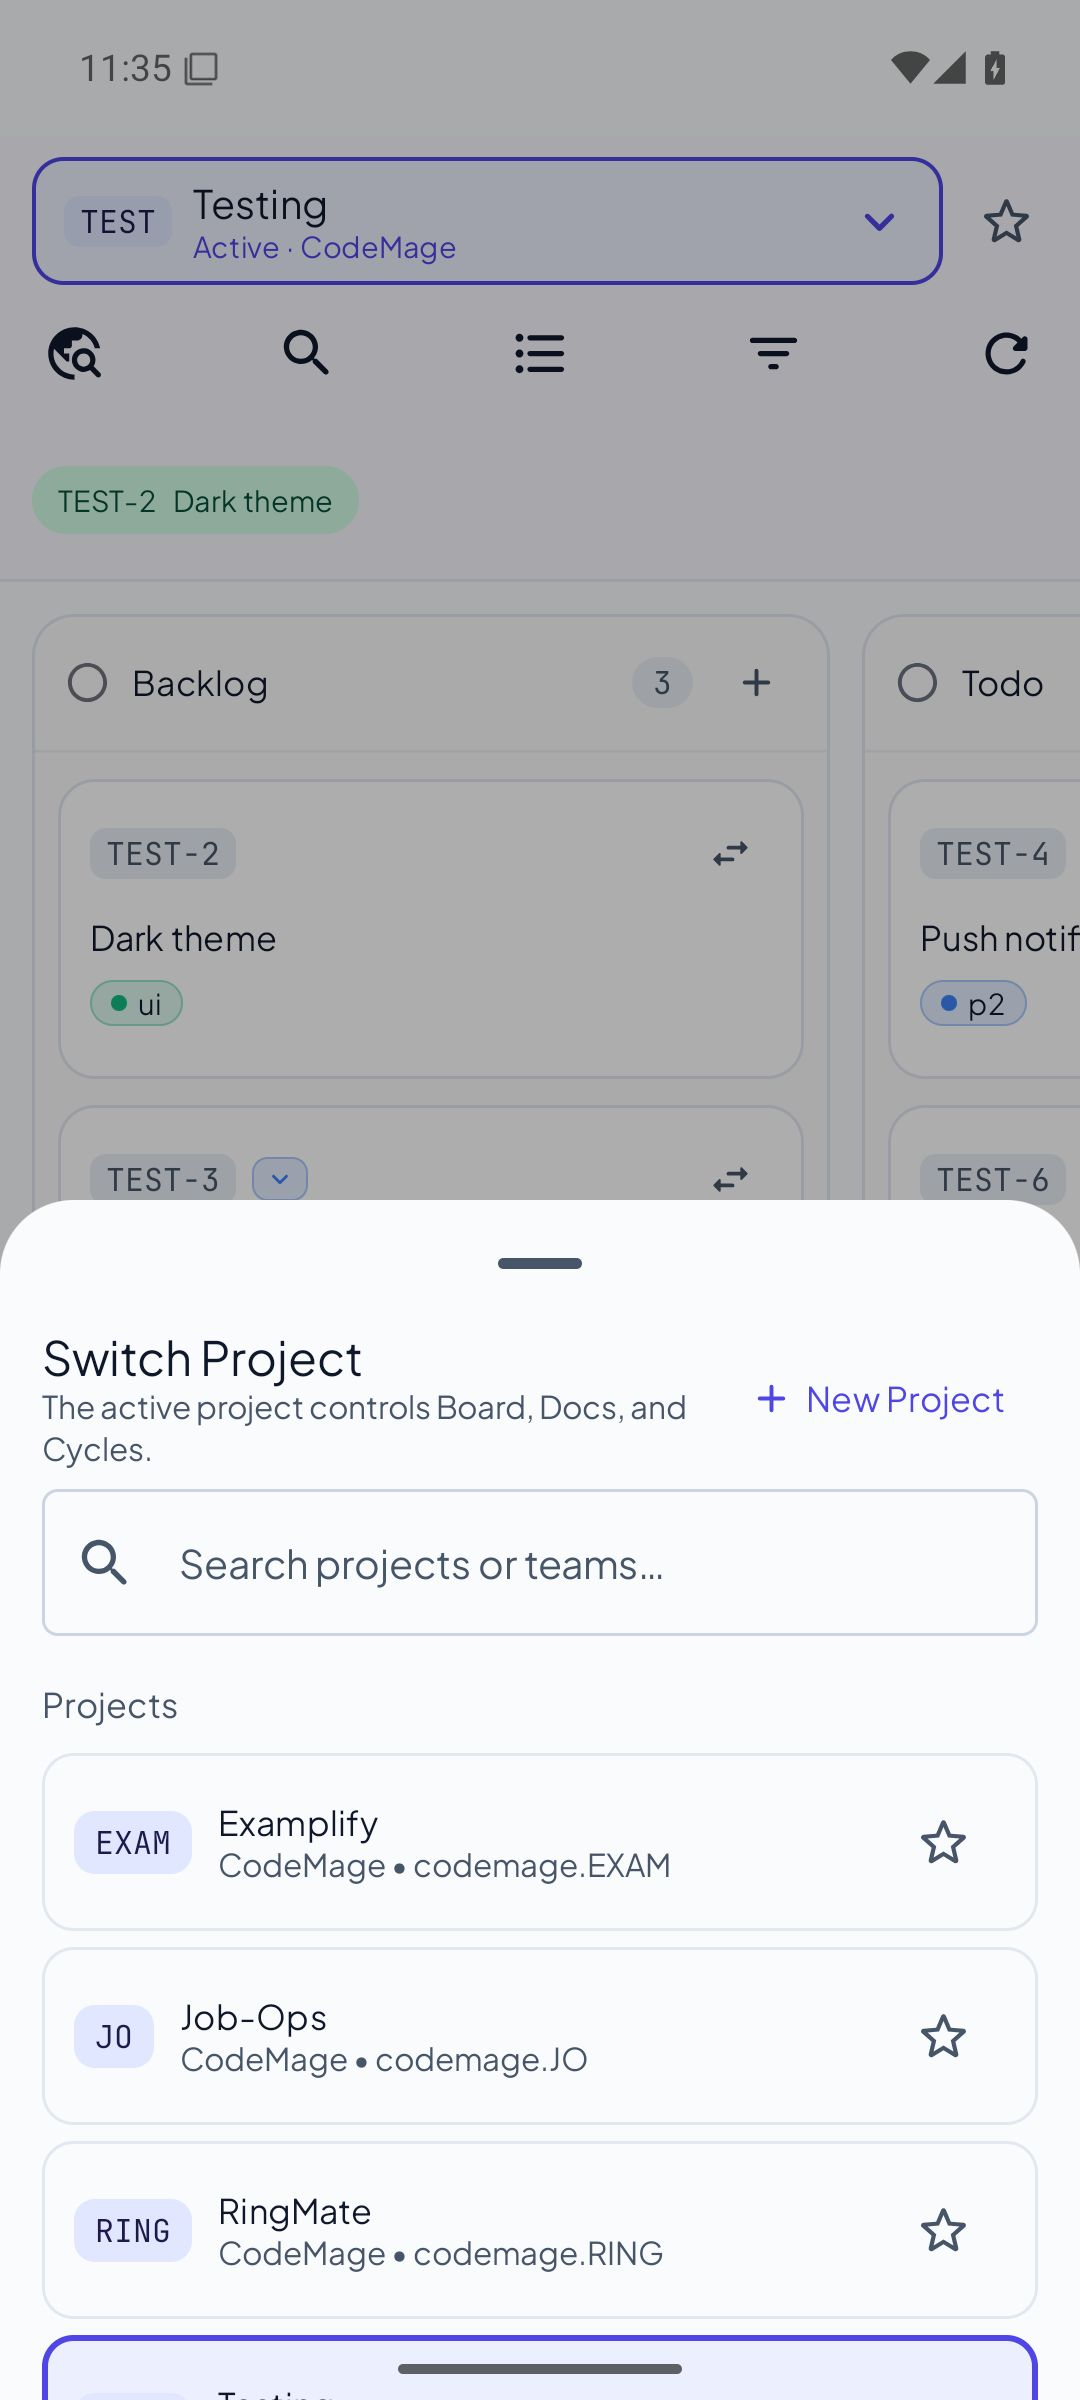 11:35
TEST
Testing
Active · CodeMage
TEST-2 Dark theme
Backlog
3
Todo
TEST-2
Dark theme
ui
TEST-4
Push notif
p2
TEST-3
TEST-6
Switch Project
The active project controls Board, Docs, and
Cycles.
+ New Project
Search projects or teams...
Projects
EXAM
Examplify
CodeMage • codemage.EXAM
JO
Job-Ops
CodeMage • codemage.JO
RING
RingMate
CodeMage • codemage.RING
Testing